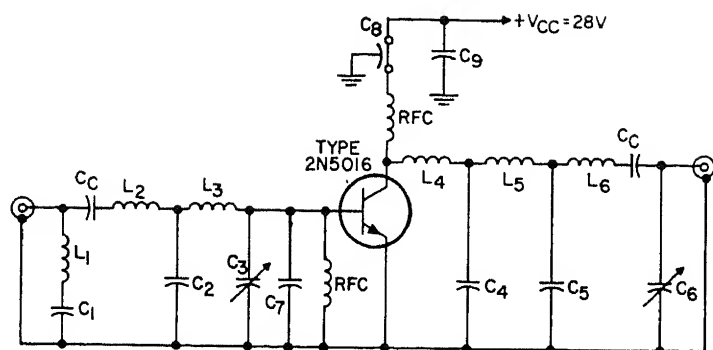 C8
+VCC=28V
C9
RFC
TYPE
2N5016
CC
L4
L5
L6
CC
L2
L3
L1
C1
C2
C3
C7
RFC
C4
C5
C6